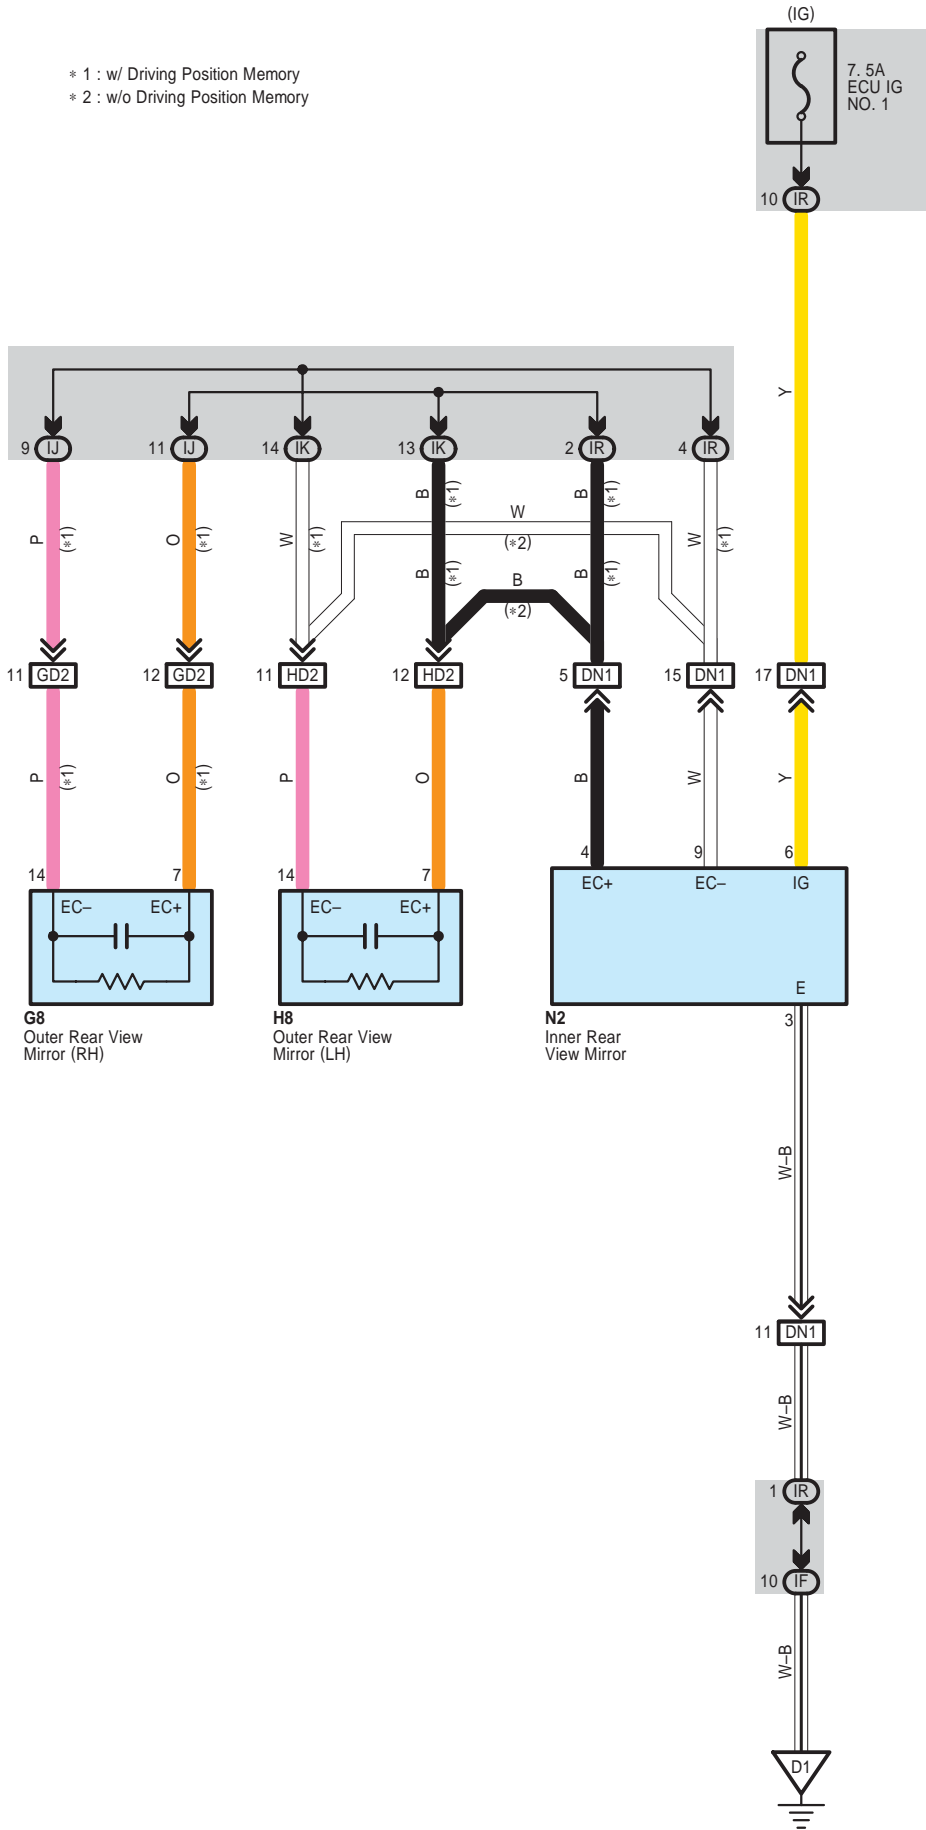 (IG)
* 1 : w/ Driving Position Memory
* 2 : w/o Driving Position Memory
7. 5A
ECU IG
NO. 1
10 IR
Y
9 IJ 11 IJ 14 IK 13 IK 2 IR 4 IR
B (*1) B (*1)
W
(*2)
P (*1) O (*1) W (*1) W (*1)
B (*1) B (*1)
B
(*2)
11 GD2 12 GD2 11 HD2 12 HD2 5 DN1 15 DN1 17 DN1
P (*1) O (*1) P O B W Y
4 9 6
14 7 14 7
EC+ EC– IG
EC– EC+ EC– EC+
E
G8
Outer Rear View
Mirror (RH)
H8
Outer Rear View
Mirror (LH)
N2
Inner Rear
View Mirror
3
W–B
11 DN1
W–B
1 IR
10 IF
W–B
D1